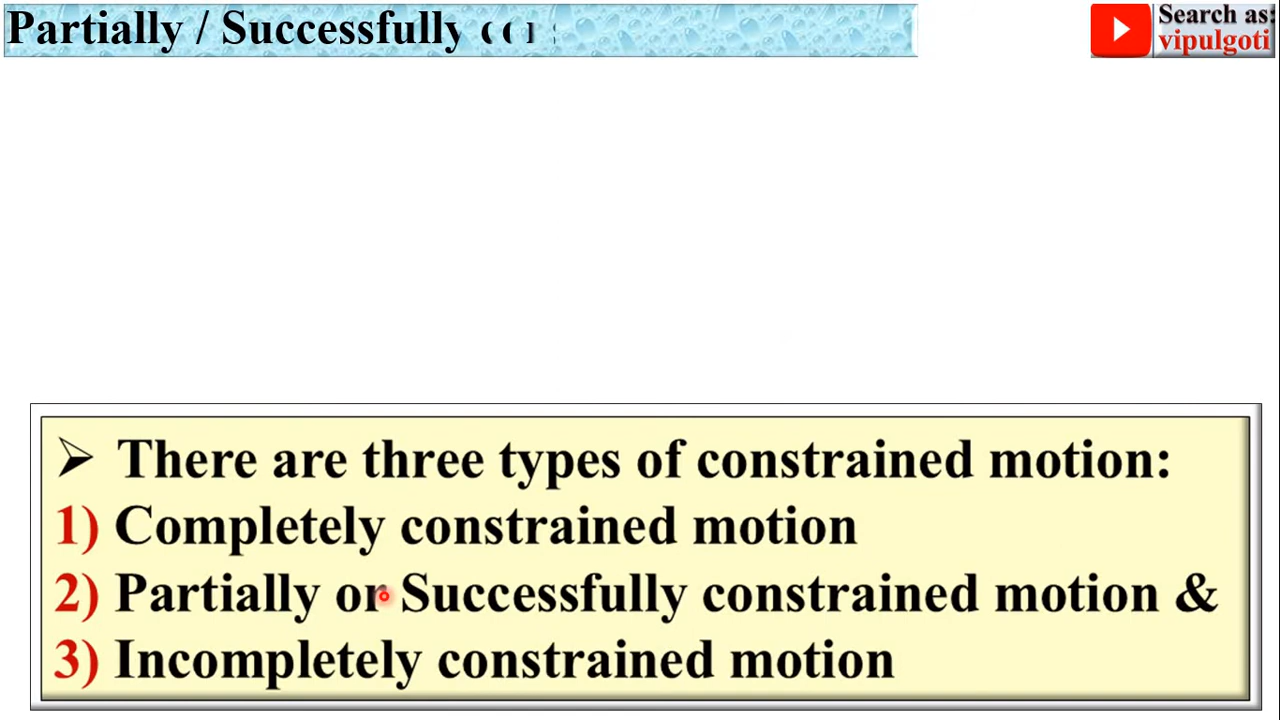 Partially / Successfully
Search as:
vipulgoti
➢ There are three types of constrained motion:
1) Completely constrained motion
2) Partially or Successfully constrained motion &
3) Incompletely constrained motion